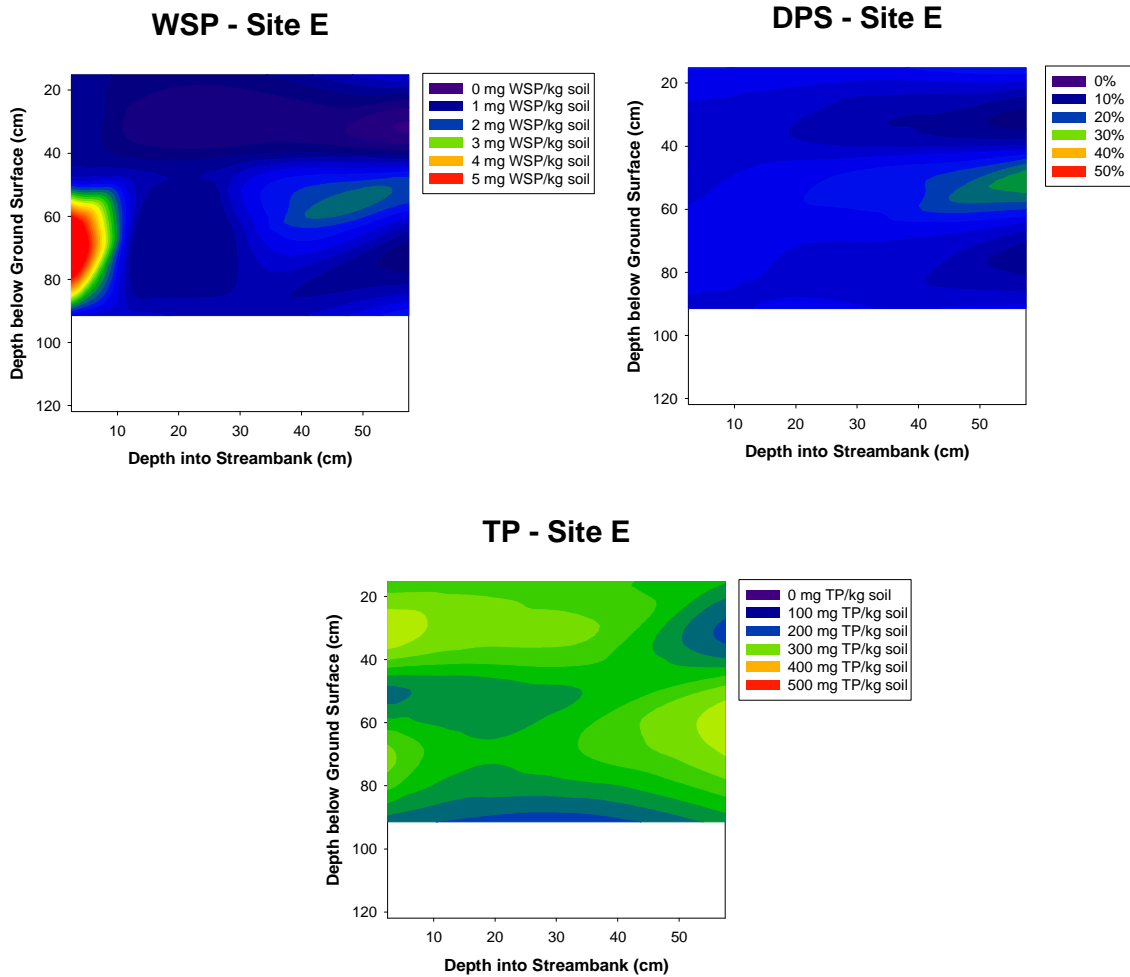 WSP - Site E
20
40
60
80
100
120
Depth below Ground Surface (cm)
10 20 30 40 50
Depth into Streambank (cm)
0 mg WSP/kg soil
1 mg WSP/kg soil
2 mg WSP/kg soil
3 mg WSP/kg soil
4 mg WSP/kg soil
5 mg WSP/kg soil
DPS - Site E
20
40
60
80
100
120
Depth below Ground Surface (cm)
10 20 30 40 50
Depth into Streambank (cm)
0%
10%
20%
30%
40%
50%
TP - Site E
20
40
60
80
100
120
Depth below Ground Surface (cm)
10 20 30 40 50
Depth into Streambank (cm)
0 mg TP/kg soil
100 mg TP/kg soil
200 mg TP/kg soil
300 mg TP/kg soil
400 mg TP/kg soil
500 mg TP/kg soil